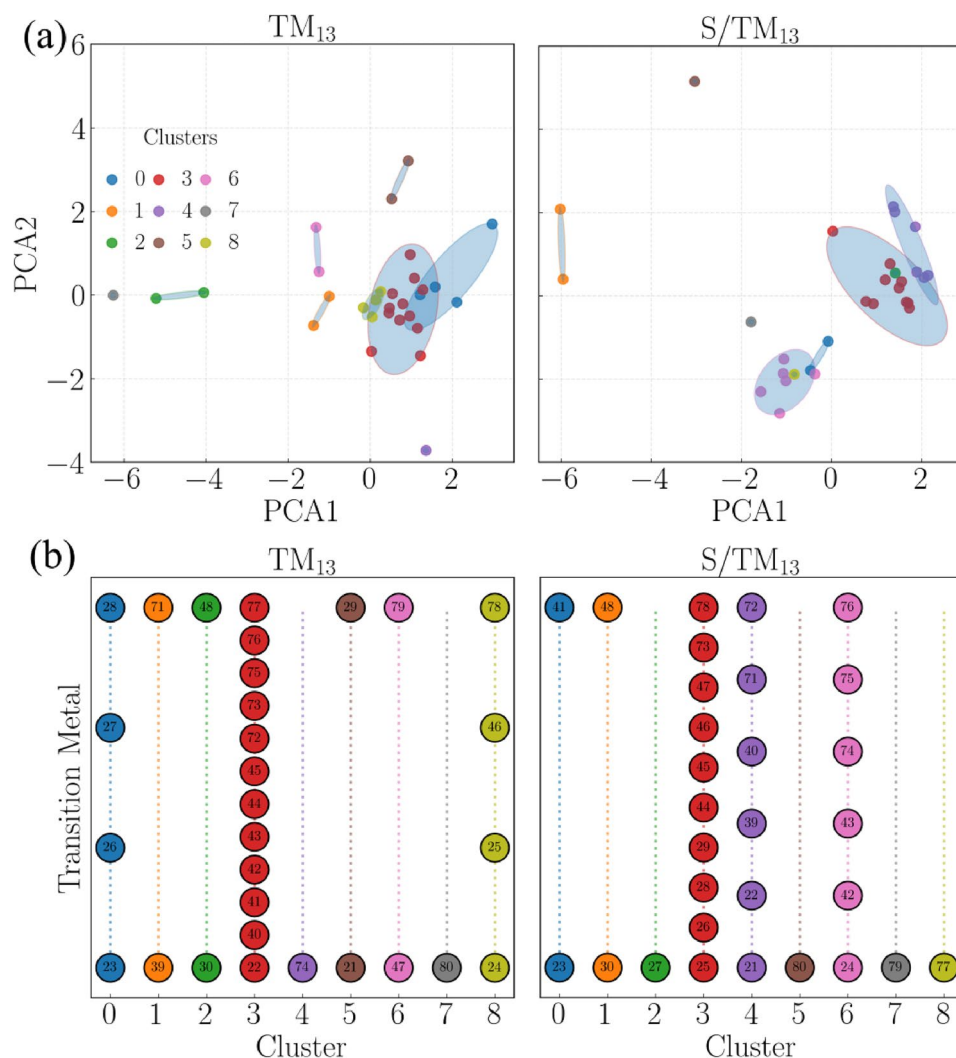 (a)
TM13
S/TM13
6
4
2
0
−2
−4
PCA2
Clusters
0 3 6
1 4 7
2 5 8
−6 −4 −2 0 2
−6 −4 −2 0 2
PCA1
PCA1
(b)
TM13
S/TM13
Transition Metal
28 71 48 77 29 79 78
41 48 78 72 76
76
73
75
47 71 75
73
27 46
46
72
40 74
45
45
44
44
43
39 43
26 25
29
42
28
41
22 42
40
26
23 39 30 22 74 21 47 80 24
23 30 27 25 21 80 24 79 77
0 1 2 3 4 5 6 7 8
0 1 2 3 4 5 6 7 8
Cluster
Cluster